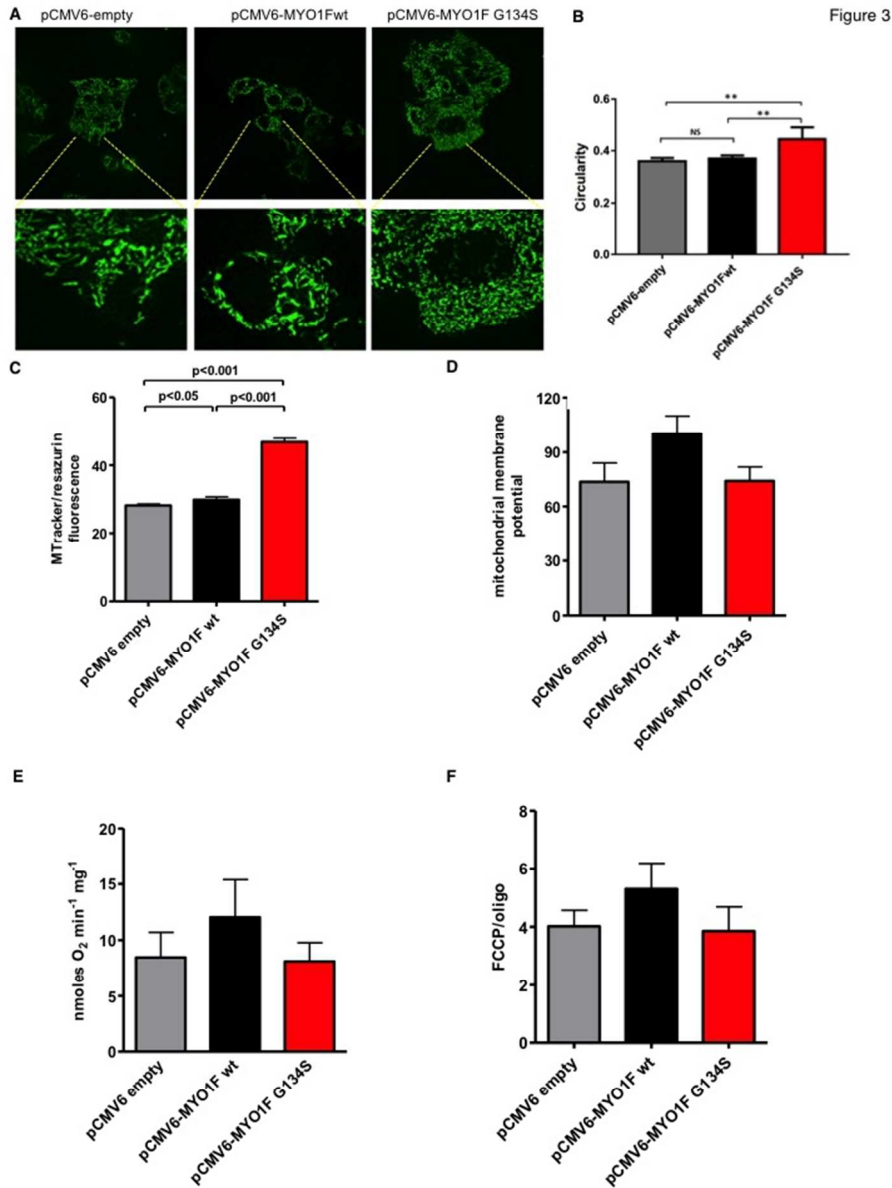 Figure 3
A
pCMV6-empty
pCMV6-MYO1Fwt
pCMV6-MYO1F G134S
B
**
**
NS
0.6
0.4
0.2
0.0
Circularity
pCMV6-empty
pCMV6-MYO1Fwt
pCMV6-MYO1F G134S
C
p<0.001
p<0.05
p<0.001
60
40
20
0
MTracker/resazurin
fluorescence
pCMV6 empty
pCMV6-MYO1F wt
pCMV6-MYO1F G134S
D
120
90
60
30
0
mitochondrial membrane
potential
pCMV6 empty
pCMV6-MYO1F wt
pCMV6-MYO1F G134S
E
20
15
10
5
0
nmoles O₂ min⁻¹ mg⁻¹
pCMV6 empty
pCMV6-MYO1F wt
pCMV6-MYO1F G134S
F
8
6
4
2
0
FCCP/oligo
pCMV6 empty
pCMV6-MYO1F wt
pCMV6-MYO1F G134S